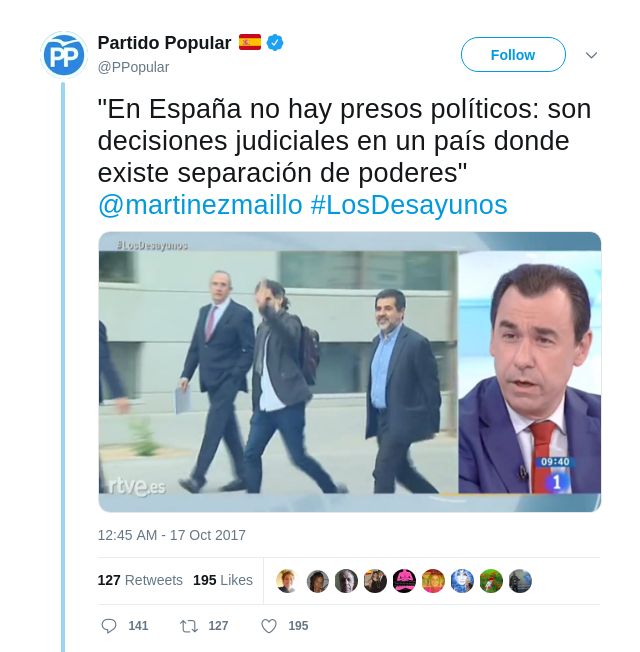 PP
Partido Popular
@PPopular
Follow
"En España no hay presos políticos: son
decisiones judiciales en un país donde
existe separación de poderes"
@martinezmaillo #LosDesayunos
#LosDesayunos
rtve.es
09:40
1
12:45 AM - 17 Oct 2017
127 Retweets 195 Likes
141 127 195